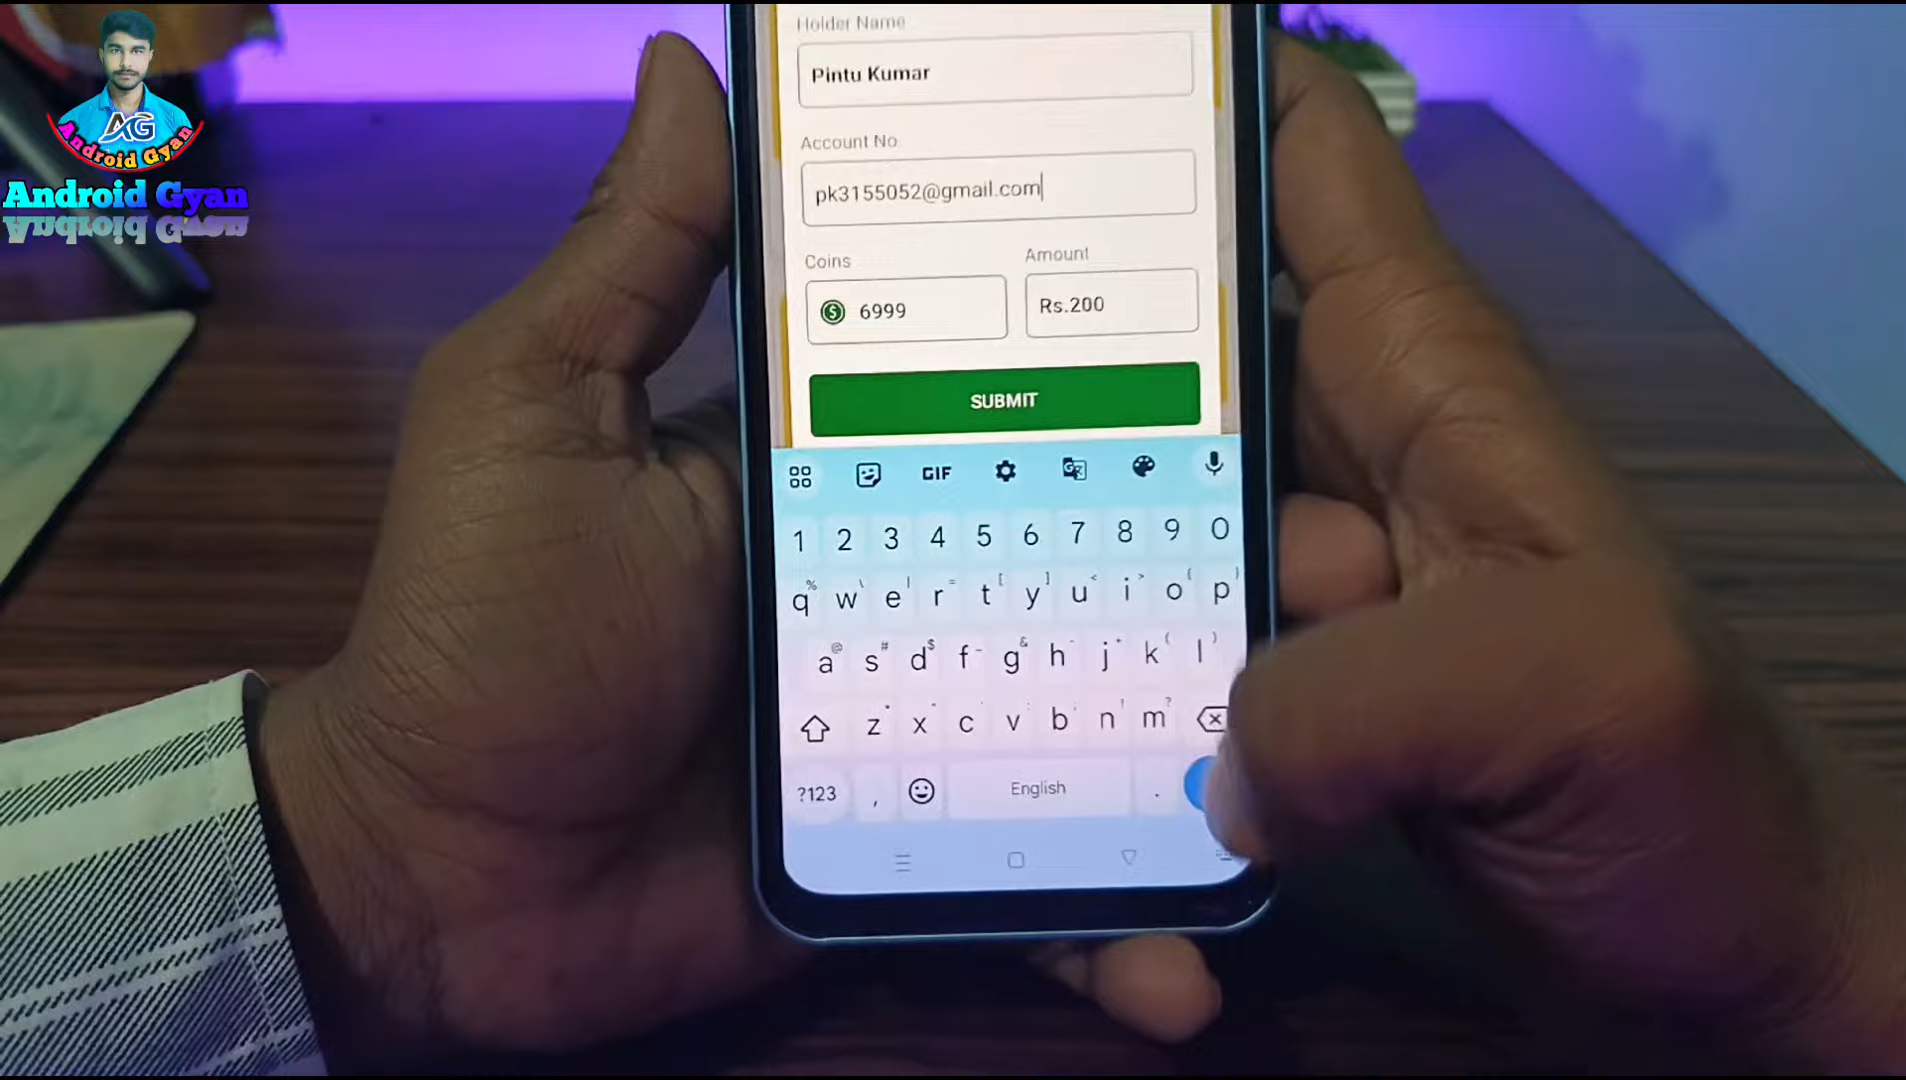 AG
Android Gyan
Android Gyan
Holder Name
Pintu Kumar
Account No
pk3155052@gmail.com
Coins
Amount
$ 6999
Rs.200
SUBMIT
GIF
1 2 3 4 5 6 7 8 9 0
q w e r t y u i o p
a s d f g h j k l
z x c v b n m
?123 , English .